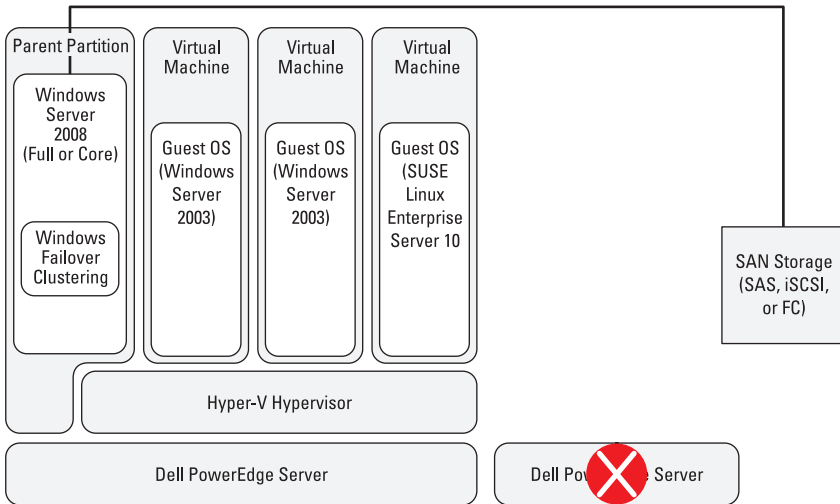 Parent Partition
Windows
Server
2008
(Full or Core)
Windows
Failover
Clustering
Virtual
Machine
Guest OS
(Windows
Server
2003)
Virtual
Machine
Guest OS
(Windows
Server
2003)
Virtual
Machine
Guest OS
(SUSE
Linux
Enterprise
Server 10
SAN Storage
(SAS, iSCSI,
or FC)
Hyper-V Hypervisor
Dell PowerEdge Server
Dell Server